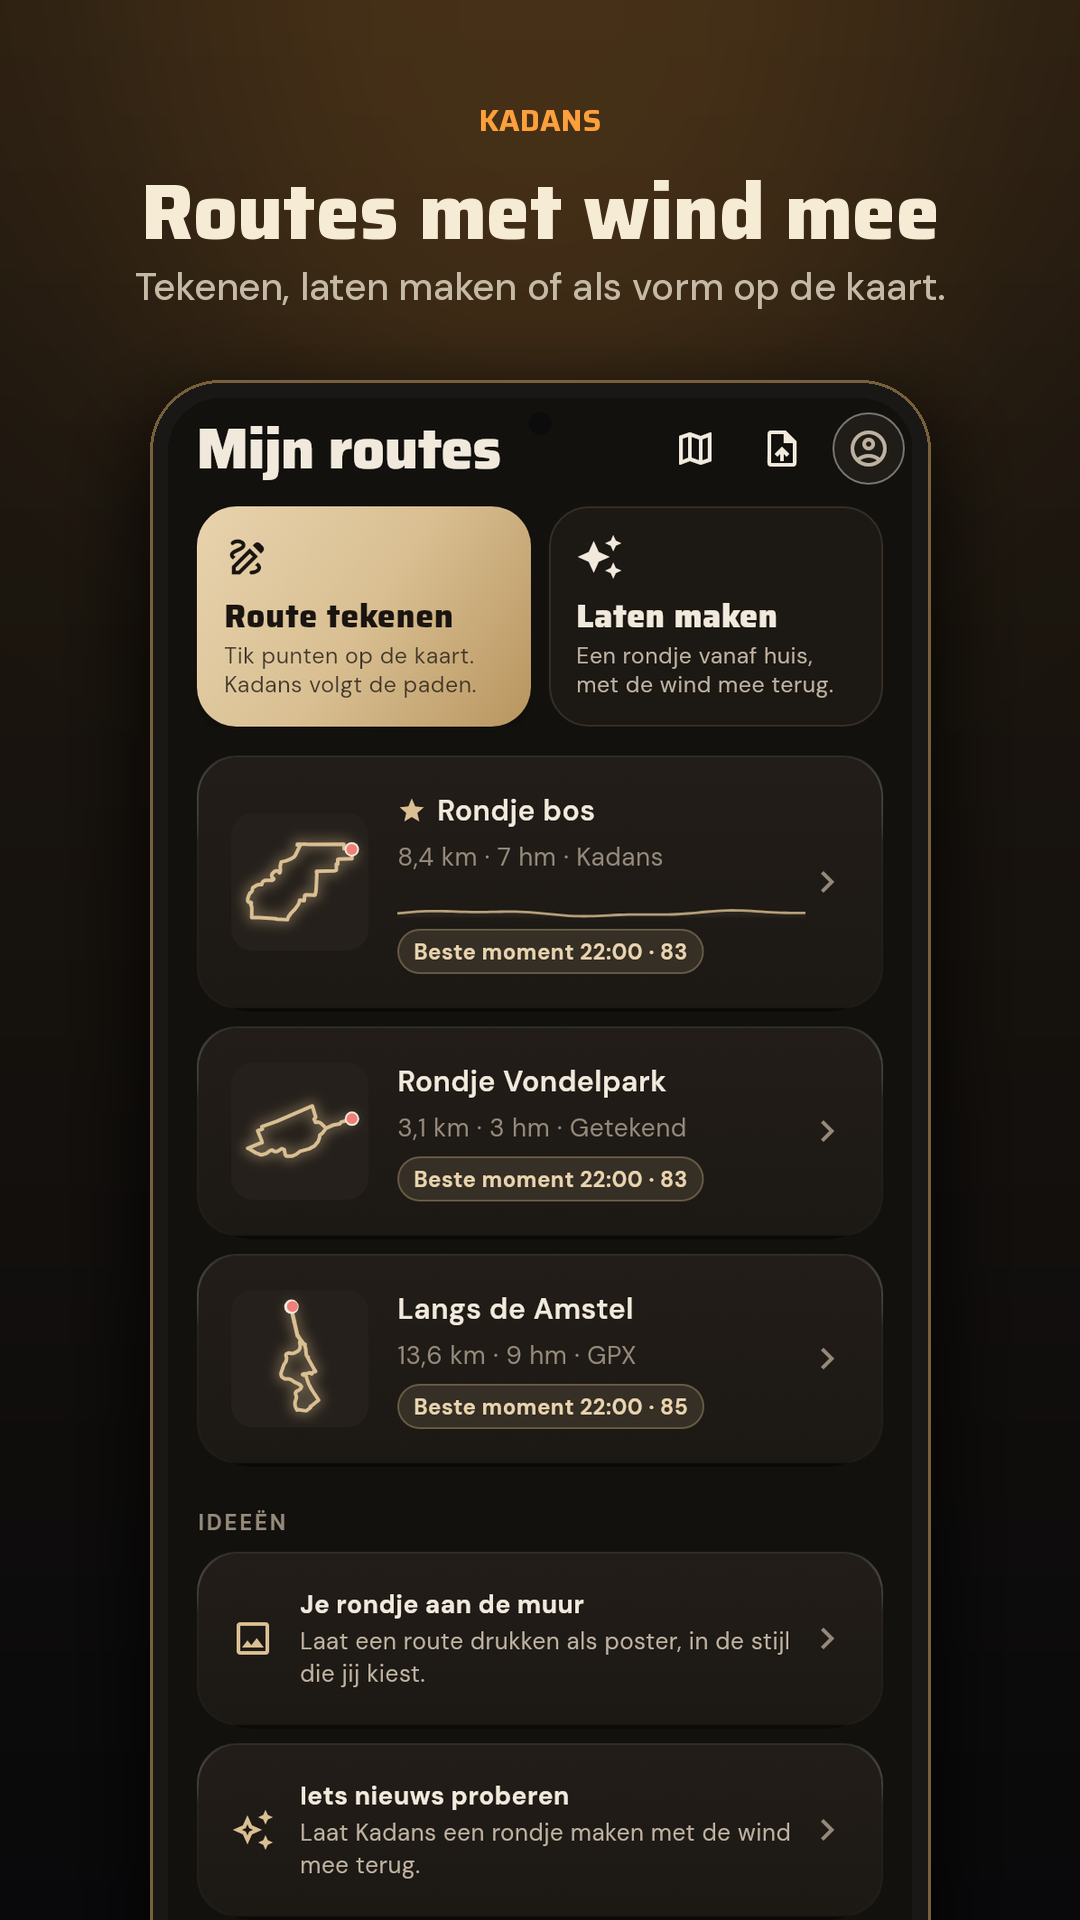 KADANS
Routes met wind mee
Tekenen, laten maken of als vorm op de kaart.
Mijn routes
Route tekenen
Tik punten op de kaart.
Kadans volgt de paden.
Laten maken
Een rondje vanaf huis,
met de wind mee terug.
Rondje bos
8,4 km · 7 hm · Kadans
Beste moment 22:00 · 83
Rondje Vondelpark
3,1 km · 3 hm · Getekend
Beste moment 22:00 · 83
Langs de Amstel
13,6 km · 9 hm · GPX
Beste moment 22:00 · 85
IDEEËN
Je rondje aan de muur
Laat een route drukken als poster, in de stijl
die jij kiest.
Iets nieuws proberen
Laat Kadans een rondje maken met de wind
mee terug.